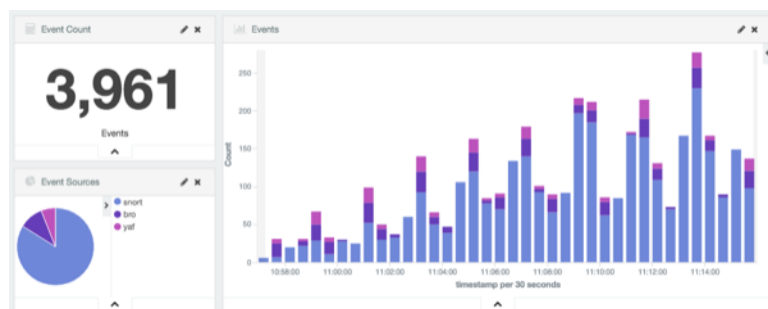 Event Count
3,961
Events
Event Sources
snort
bro
yaf
Events
Count
250
200
150
100
50
0
10:58:00 11:00:00 11:02:00 11:04:00 11:06:00 11:08:00 11:10:00 11:12:00 11:14:00
timestamp per 30 seconds